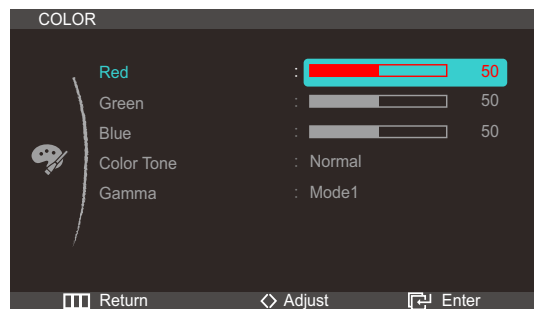 COLOR
Red : 50
Green : 50
Blue : 50
Color Tone : Normal
Gamma : Mode1
Return Adjust Enter